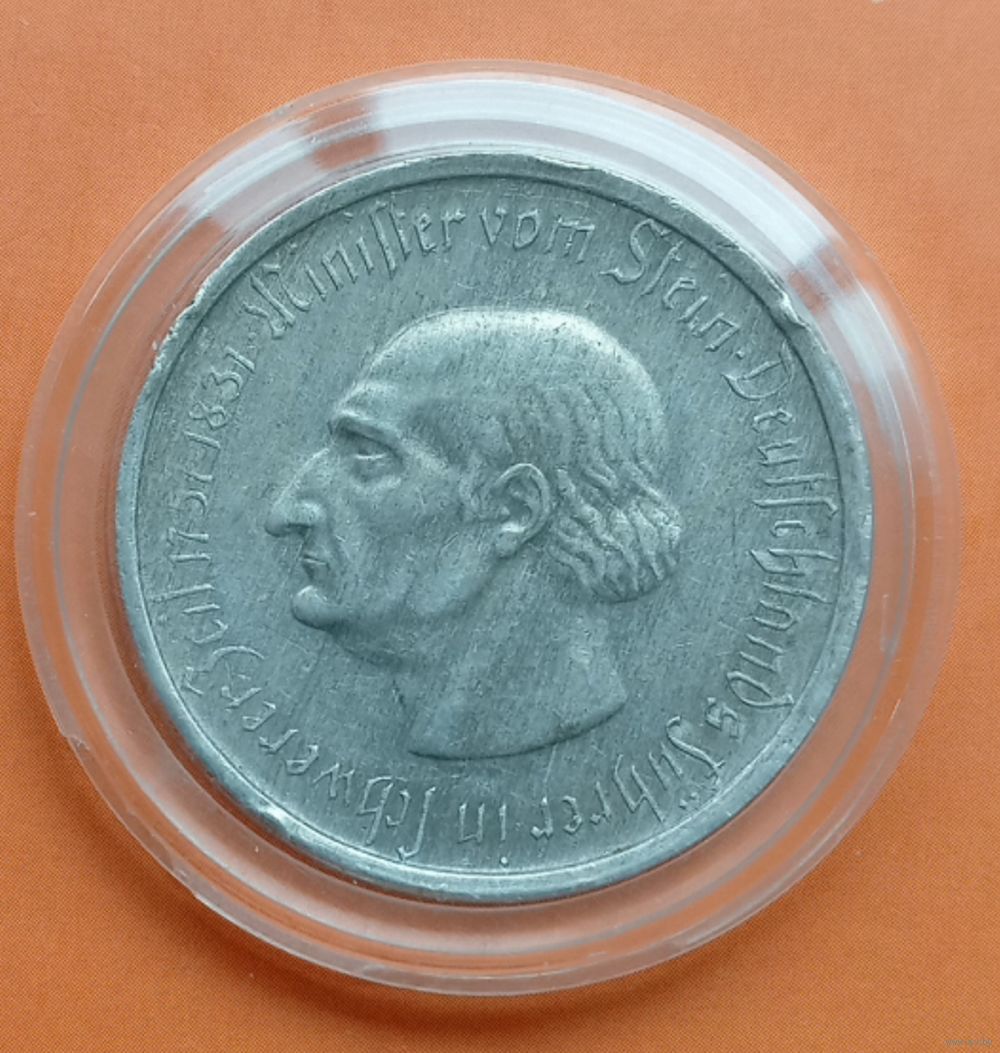 Minister vom Stein · Deutschlands Führer in schwerer Zeit 1757-1831 ·